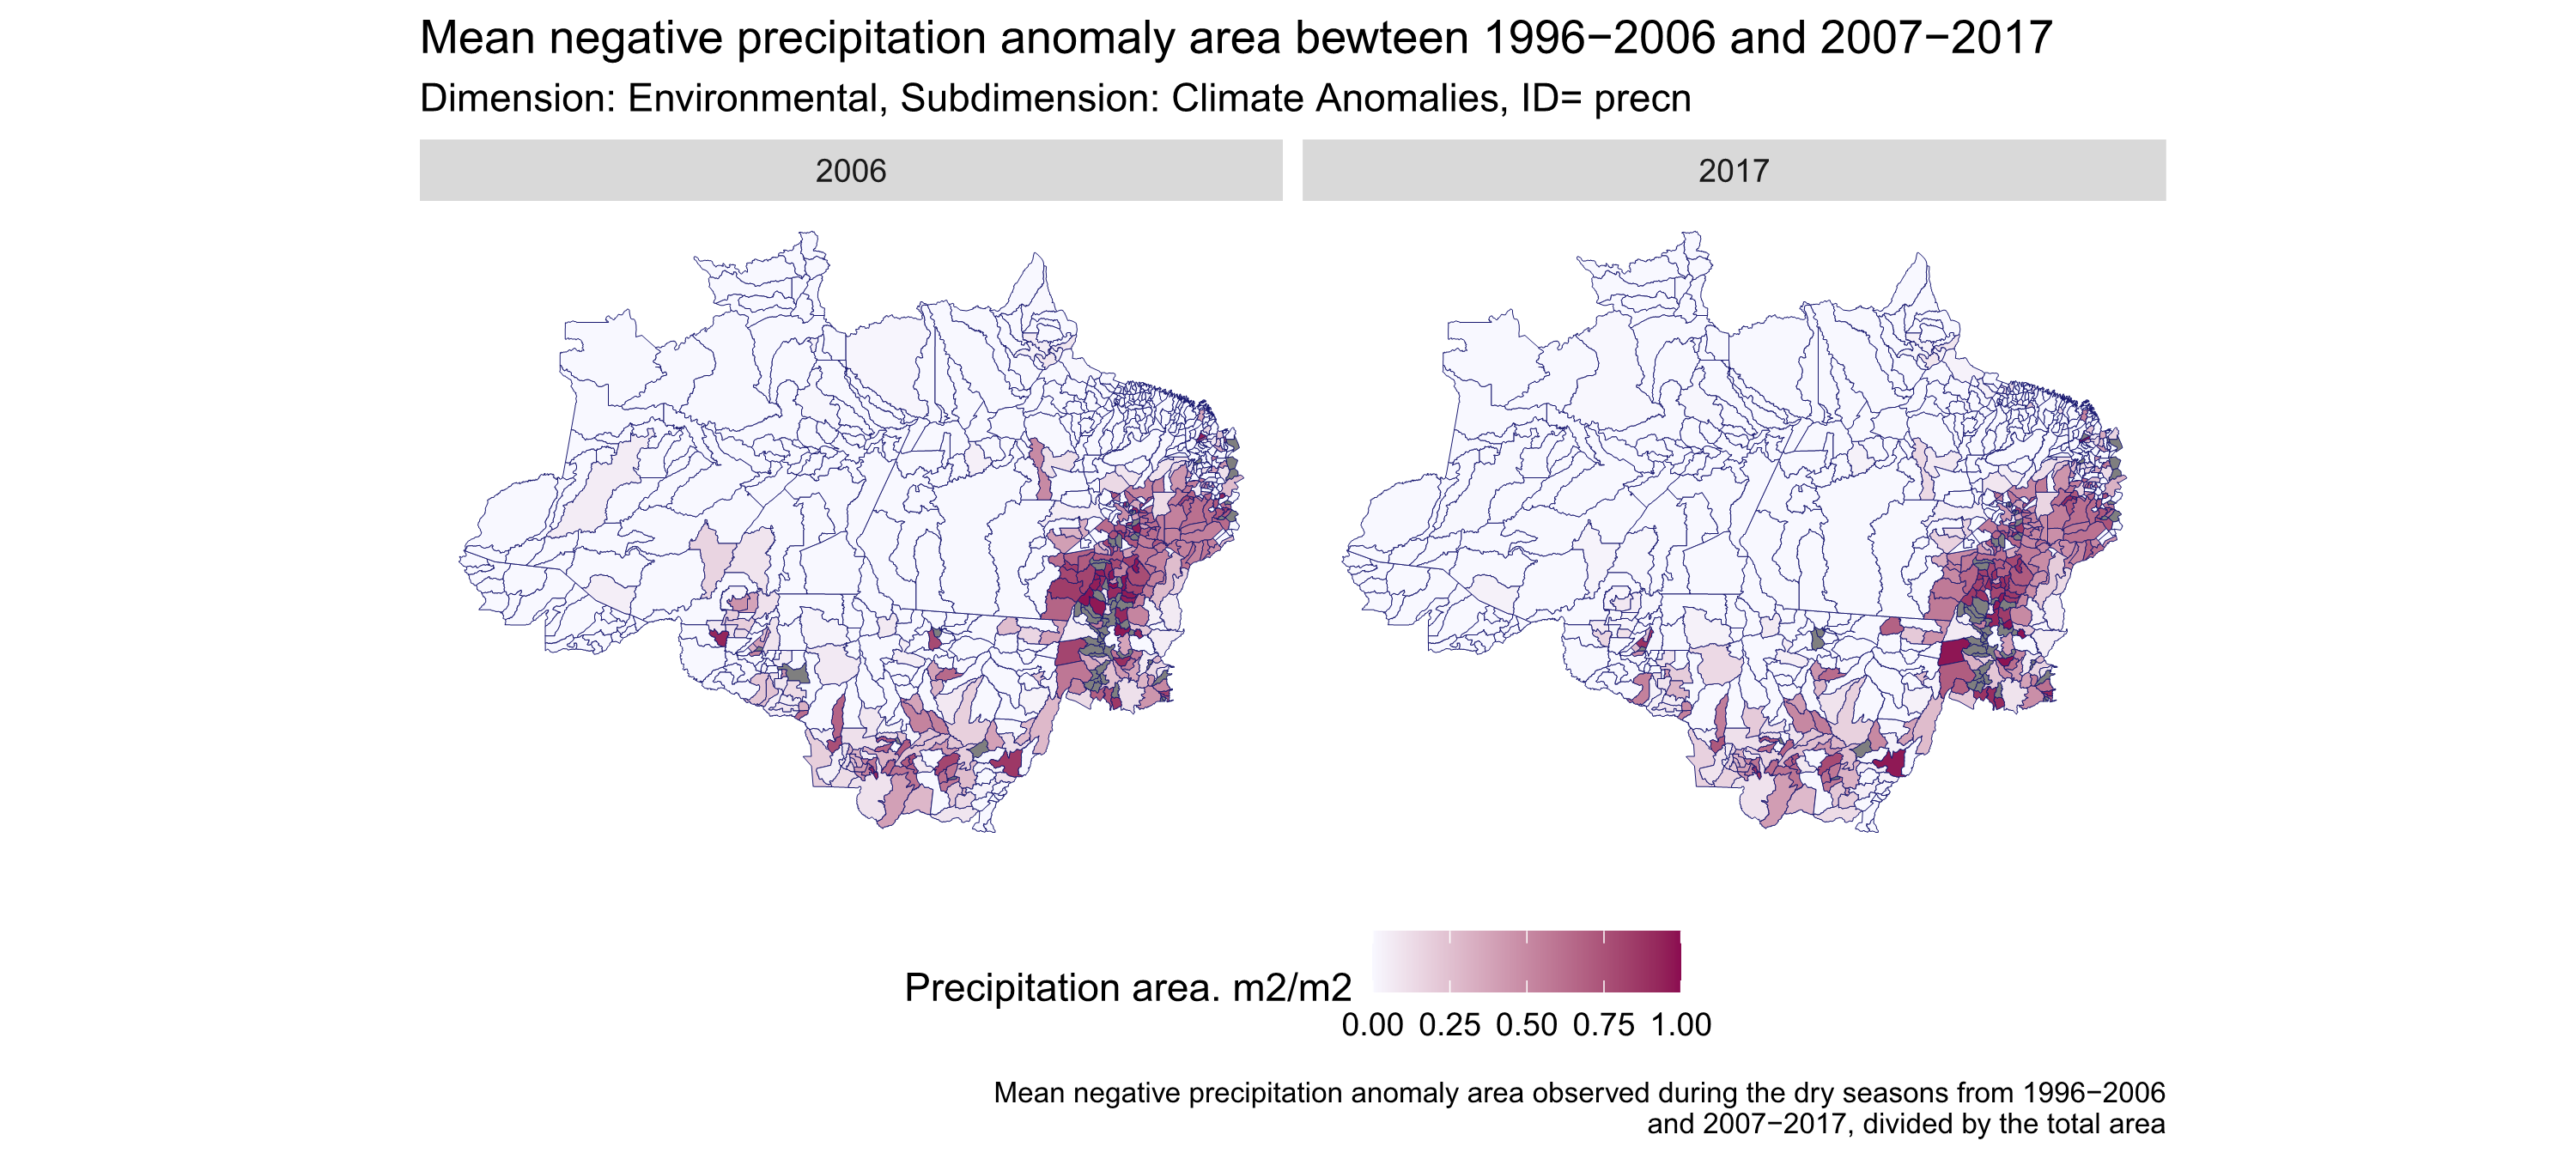 Mean negative precipitation anomaly area bewteen 1996−2006 and 2007−2017
Dimension: Environmental, Subdimension: Climate Anomalies, ID= precn
2006
2017
Precipitation area. m2/m2
0.00 0.25 0.50 0.75 1.00
Mean negative precipitation anomaly area observed during the dry seasons from 1996−2006
and 2007−2017, divided by the total area